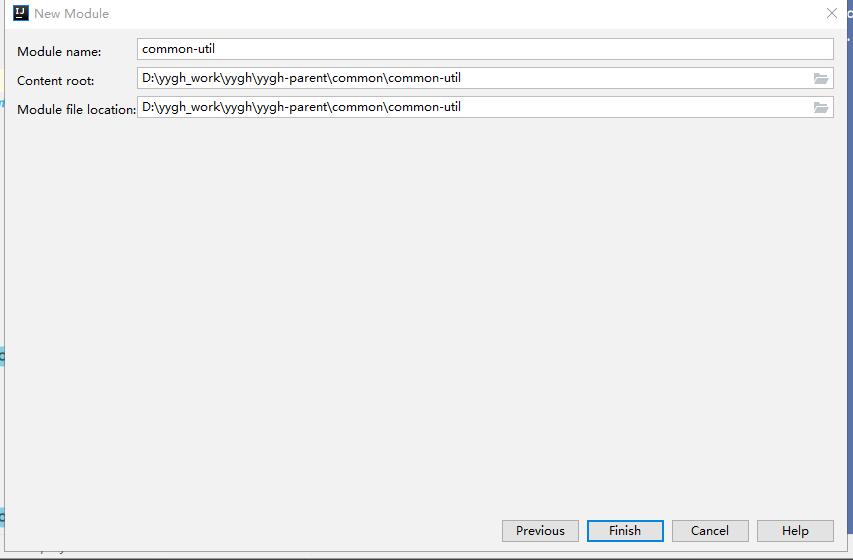 IJ New Module
Module name: common-util
Content root: D:\yygh_work\yygh\yygh-parent\common\common-util
Module file location: D:\yygh_work\yygh\yygh-parent\common\common-util
Previous Finish Cancel Help